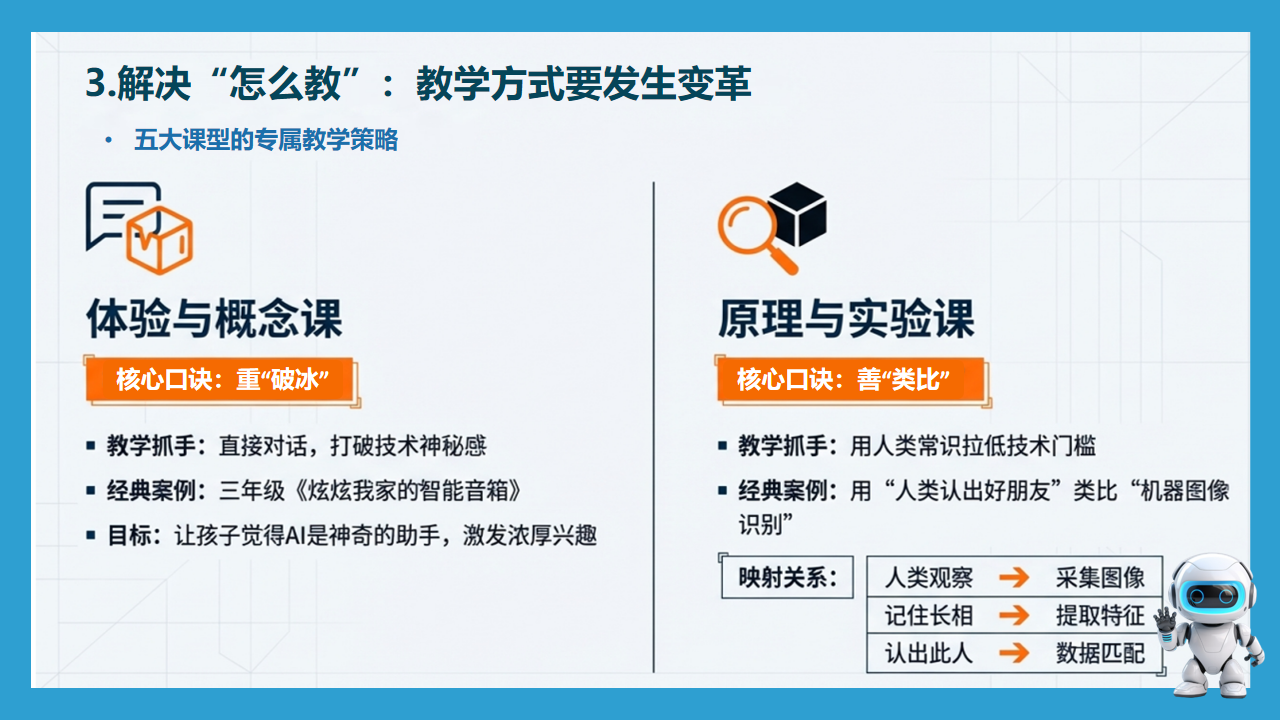 3.解决“怎么教”：教学方式要发生变革
• 五大课型的专属教学策略
体验与概念课
核心口诀：重“破冰”
▪ 教学抓手：直接对话，打破技术神秘感
▪ 经典案例：三年级《炫炫我家的智能音箱》
▪ 目标：让孩子觉得AI是神奇的助手，激发浓厚兴趣
原理与实验课
核心口诀：善“类比”
▪ 教学抓手：用人类常识拉低技术门槛
▪ 经典案例：用“人类认出好朋友”类比“机器图像
识别”
映射关系：
人类观察 → 采集图像
记住长相 → 提取特征
认出此人 → 数据匹配